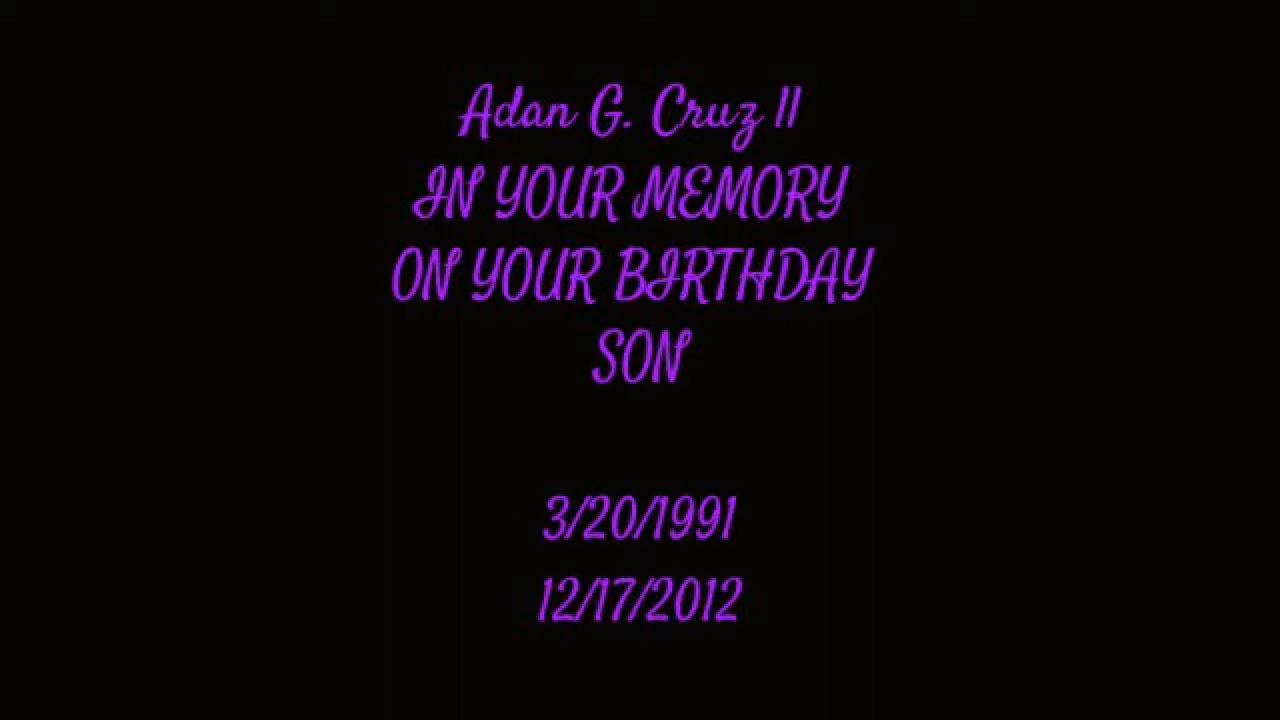 Adan G. Cruz II
IN YOUR MEMORY
ON YOUR BIRTHDAY
SON
3/20/1991
12/17/2012